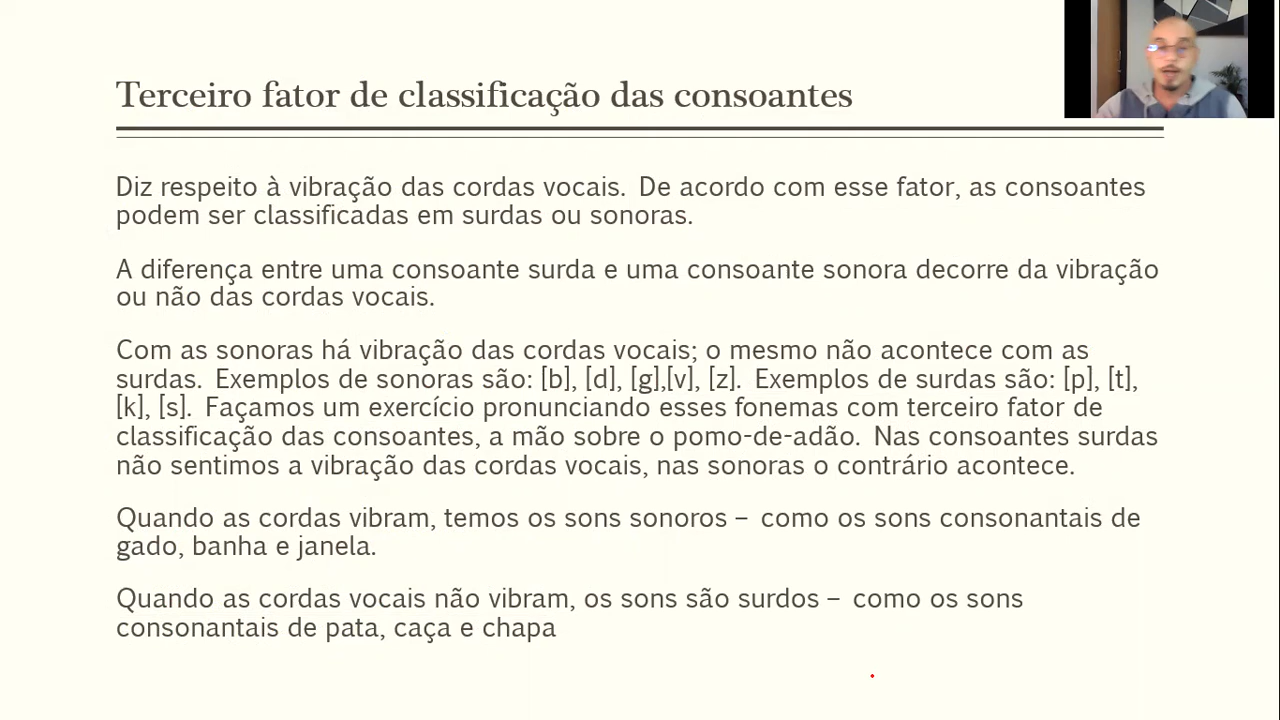 Terceiro fator de classificação das consoantes
Diz respeito à vibração das cordas vocais. De acordo com esse fator, as consoantes
podem ser classificadas em surdas ou sonoras.
A diferença entre uma consoante surda e uma consoante sonora decorre da vibração
ou não das cordas vocais.
Com as sonoras há vibração das cordas vocais; o mesmo não acontece com as
surdas. Exemplos de sonoras são: [b], [d], [g],[v], [z]. Exemplos de surdas são: [p], [t],
[k], [s]. Façamos um exercício pronunciando esses fonemas com terceiro fator de
classificação das consoantes, a mão sobre o pomo-de-adão. Nas consoantes surdas
não sentimos a vibração das cordas vocais, nas sonoras o contrário acontece.
Quando as cordas vibram, temos os sons sonoros – como os sons consonantais de
gado, banha e janela.
Quando as cordas vocais não vibram, os sons são surdos – como os sons
consonantais de pata, caça e chapa